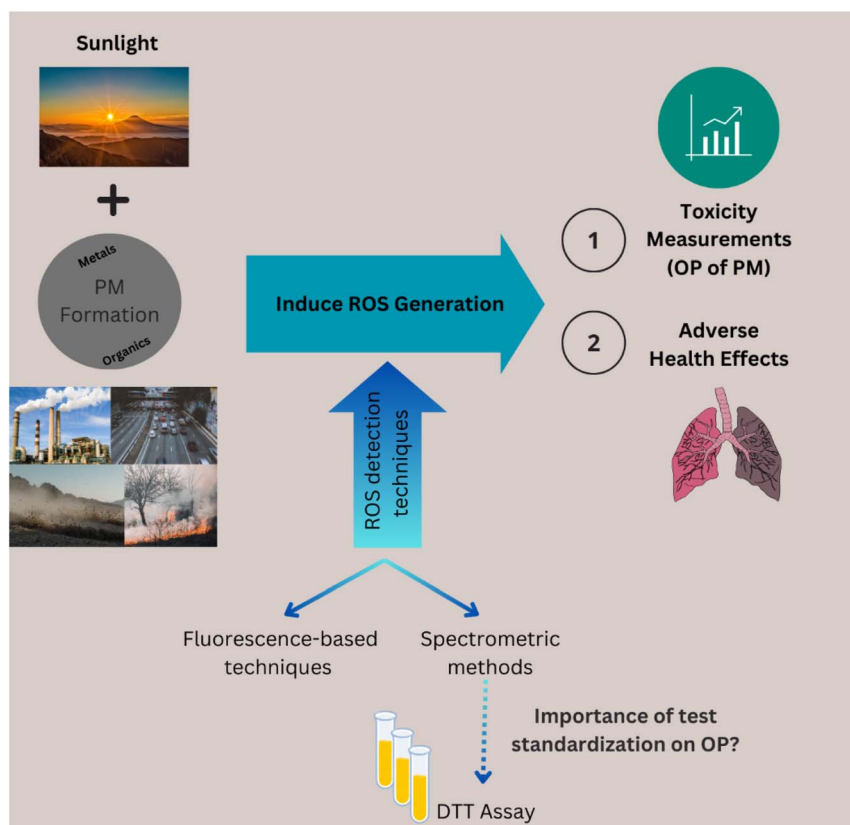 Sunlight
+
Metals
PM
Formation
Organics
Induce ROS Generation
1
Toxicity
Measurements
(OP of PM)
2
Adverse
Health Effects
ROS detection
techniques
Fluorescence-based
techniques
Spectrometric
methods
Importance of test
standardization on OP?
DTT Assay